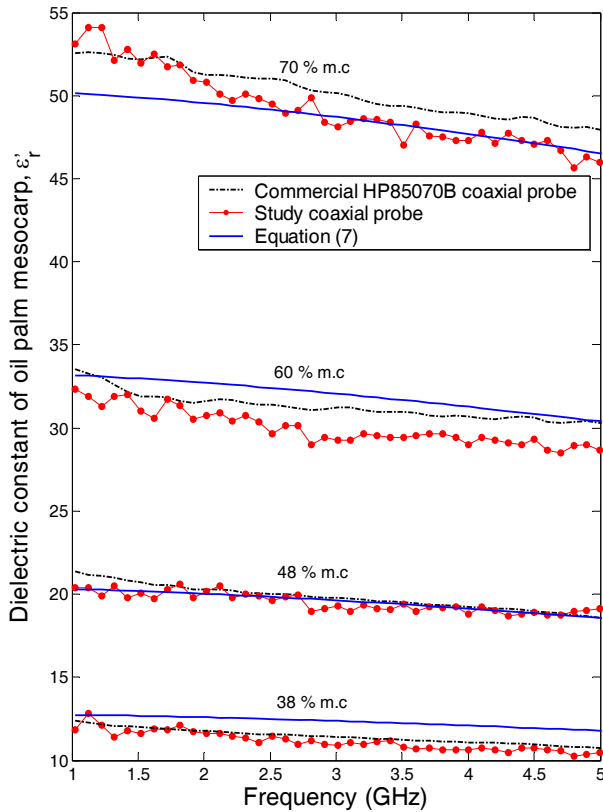 Dielectric constant of oil palm mesocarp, ε'r
55
50
45
40
35
30
25
20
15
10
70 % m.c
Commercial HP85070B coaxial probe
Study coaxial probe
Equation (7)
60 % m.c
48 % m.c
38 % m.c
1 1.5 2 2.5 3 3.5 4 4.5 5
Frequency (GHz)